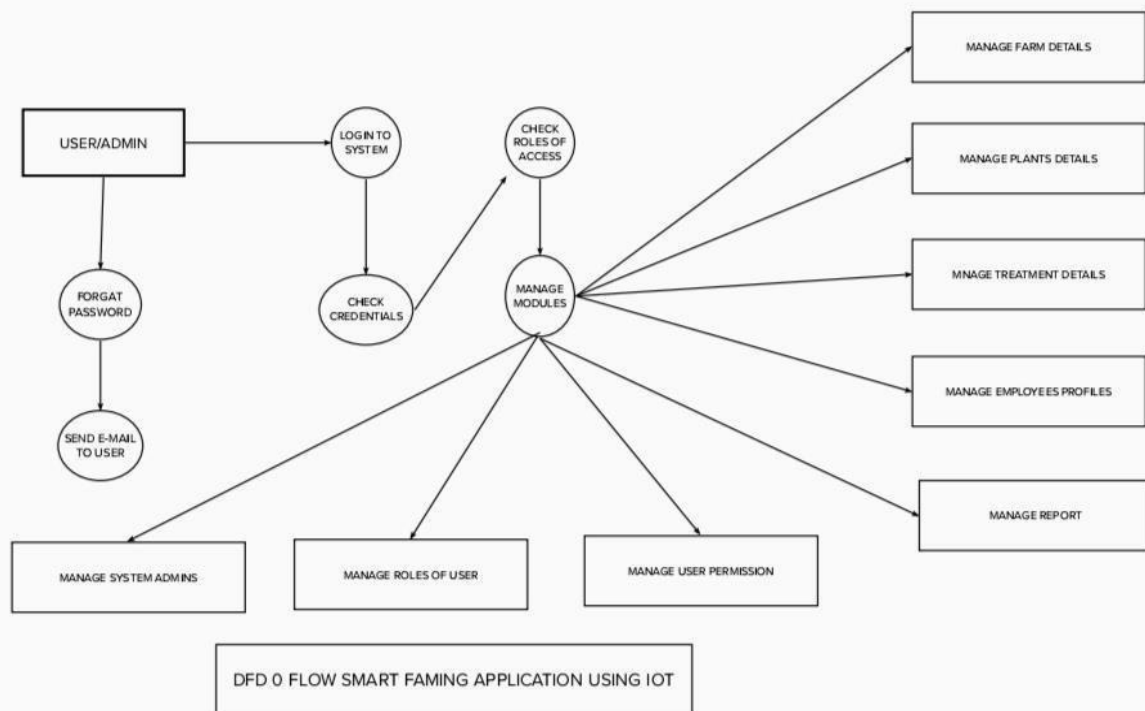 MANAGE FARM DETAILS
USER/ADMIN
LOGIN TO
SYSTEM
CHECK
ROLES OF
ACCESS
MANAGE PLANTS DETAILS
MNAGE TREATMENT DETAILS
FORGAT
PASSWORD
CHECK
CREDENTIALS
MANAGE
MODULES
MANAGE EMPLOYEES PROFILES
SEND E-MAIL
TO USER
MANAGE REPORT
MANAGE SYSTEM ADMINS
MANAGE ROLES OF USER
MANAGE USER PERMISSION
DFD 0 FLOW SMART FAMING APPLICATION USING IOT